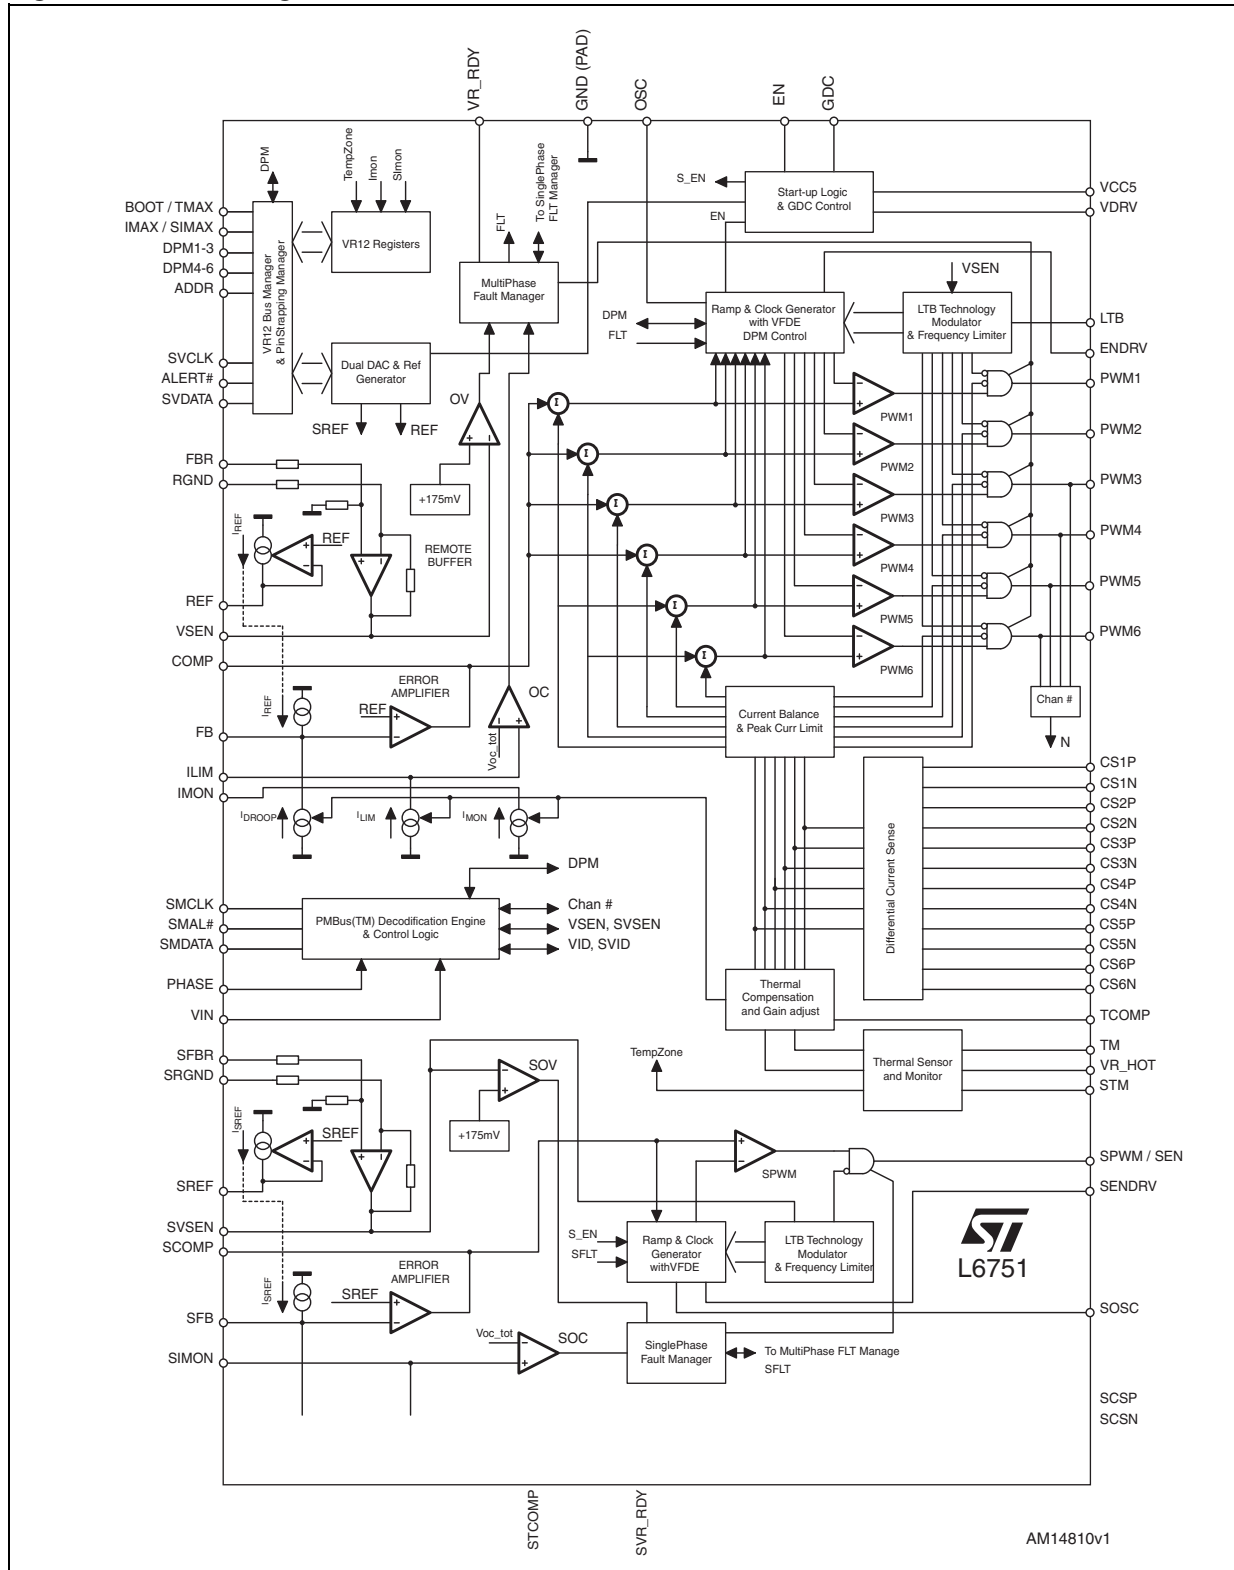 VR_RDY
GND (PAD)
OSC
EN
GDC
DPM
TempZone
Imon
SImon
To SinglePhase
FLT Manager
FLT
S_EN
Start-up Logic
& GDC Control
EN
VCC5
VDRV
BOOT / TMAX
IMAX / SIMAX
DPM1-3
DPM4-6
ADDR
SVCLK
ALERT#
SVDATA
VR12 Bus Manager
& PinStrapping Manager
VR12 Registers
MultiPhase
Fault Manager
Dual DAC & Ref
Generator
SREF
REF
VSEN
DPM
FLT
Ramp & Clock Generator
with VFDE
DPM Control
LTB Technology
Modulator
& Frequency Limiter
LTB
ENDRV
PWM1
PWM2
PWM3
PWM4
PWM5
PWM6
PWM1
PWM2
PWM3
PWM4
PWM5
PWM6
I
I
I
I
I
I
OV
+175mV
FBR
RGND
IREF
REF
REMOTE
BUFFER
REF
VSEN
COMP
ERROR
AMPLIFIER
REF
IREF
OC
Voc_tot
FB
ILIM
IMON
IDROOP
ILIM
IMON
Current Balance
& Peak Curr Limit
Chan #
N
Differential Current Sense
CS1P
CS1N
CS2P
CS2N
CS3P
CS3N
CS4P
CS4N
CS5P
CS5N
CS6P
CS6N
TCOMP
DPM
SMCLK
SMAL#
SMDATA
PHASE
VIN
PMBus(TM) Decodification Engine
& Control Logic
Chan #
VSEN, SVSEN
VID, SVID
Thermal
Compensation
and Gain adjust
TempZone
Thermal Sensor
and Monitor
TM
VR_HOT
STM
SFBR
SRGND
SOV
+175mV
ISREF
SREF
SREF
SVSEN
SCOMP
SPWM
SPWM / SEN
SENDRV
S_EN
SFLT
Ramp & Clock
Generator
withVFDE
LTB Technology
Modulator
& Frequency Limiter
ST
L6751
ERROR
AMPLIFIER
SREF
ISREF
SFB
SIMON
Voc_tot
SOC
SinglePhase
Fault Manager
To MultiPhase FLT Manage
SFLT
SOSC
SCSP
SCSN
STCOMP
SVR_RDY
AM14810v1